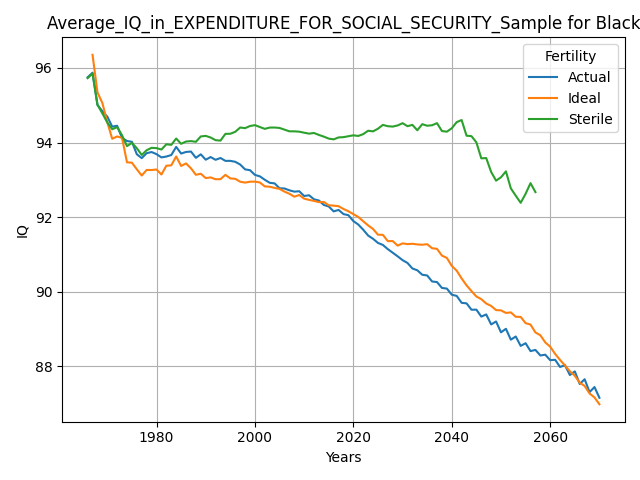 Average_IQ_in_EXPENDITURE_FOR_SOCIAL_SECURITY_Sample for Black
Fertility
Actual
Ideal
Sterile
96
94
92
90
88
IQ
1980 2000 2020 2040 2060
Years